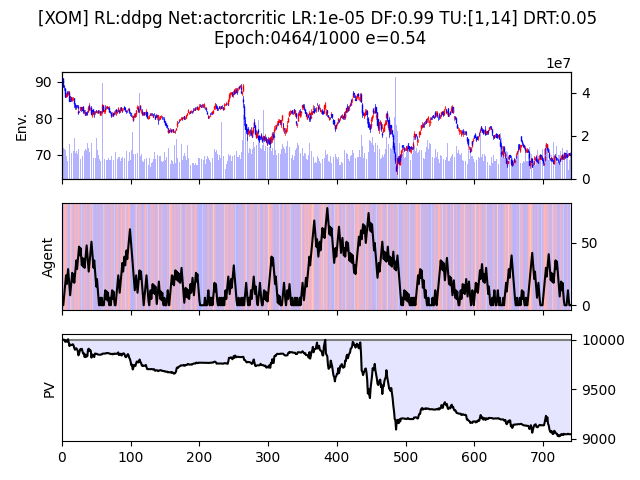 [XOM] RL:ddpg Net:actorcritic LR:1e-05 DF:0.99 TU:[1,14] DRT:0.05
Epoch:0464/1000 e=0.54
1e7
Env.
90
80
70
4
2
0
Agent
50
0
PV
10000
9500
9000
0 100 200 300 400 500 600 700